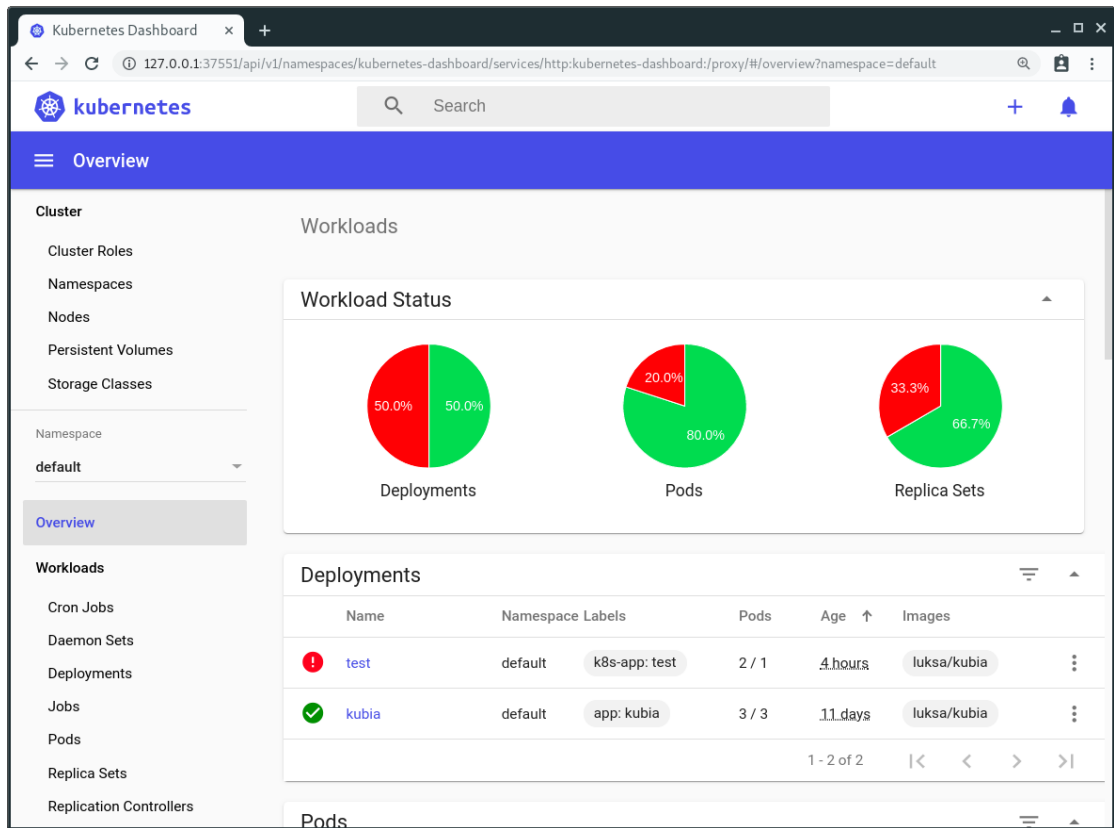 Kubernetes Dashboard
127.0.0.1:37551/api/v1/namespaces/kubernetes-dashboard/services/http:kubernetes-dashboard:/proxy/#/overview?namespace=default
kubernetes
Search
Overview
Cluster
Cluster Roles
Namespaces
Nodes
Persistent Volumes
Storage Classes
Namespace
default
Overview
Workloads
Cron Jobs
Daemon Sets
Deployments
Jobs
Pods
Replica Sets
Replication Controllers
Workloads
Workload Status
50.0% 50.0%
20.0% 80.0%
33.3% 66.7%
Deployments Pods Replica Sets
Deployments
Name Namespace Labels Pods Age Images
test default k8s-app: test 2 / 1 4 hours luksa/kubia
kubia default app: kubia 3 / 3 11 days luksa/kubia
1 - 2 of 2
Pods